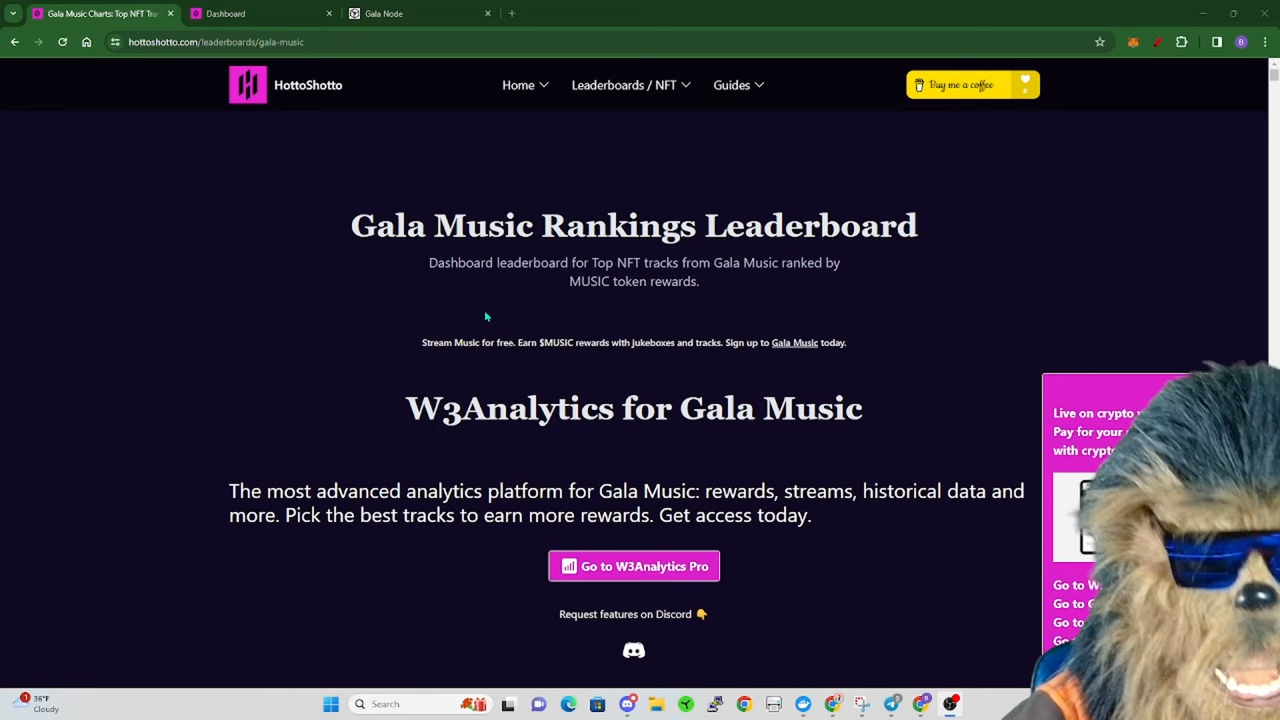 Gala Music Charts: Top NFT Tra
Dashboard
Gala Node
hottoshotto.com/leaderboards/gala-music
B
HottoShotto
Home
Leaderboards / NFT
Guides
Buy me a coffee
Gala Music Rankings Leaderboard
Dashboard leaderboard for Top NFT tracks from Gala Music ranked by
MUSIC token rewards.
Stream Music for free. Earn $MUSIC rewards with jukeboxes and tracks. Sign up to Gala Music today.
W3Analytics for Gala Music
The most advanced analytics platform for Gala Music: rewards, streams, historical data and
more. Pick the best tracks to earn more rewards. Get access today.
Go to W3Analytics Pro
Request features on Discord
Live on crypto
Pay for your
with crypto
Go to
Go to
Go to
Go to
1
36°F
Cloudy
Search